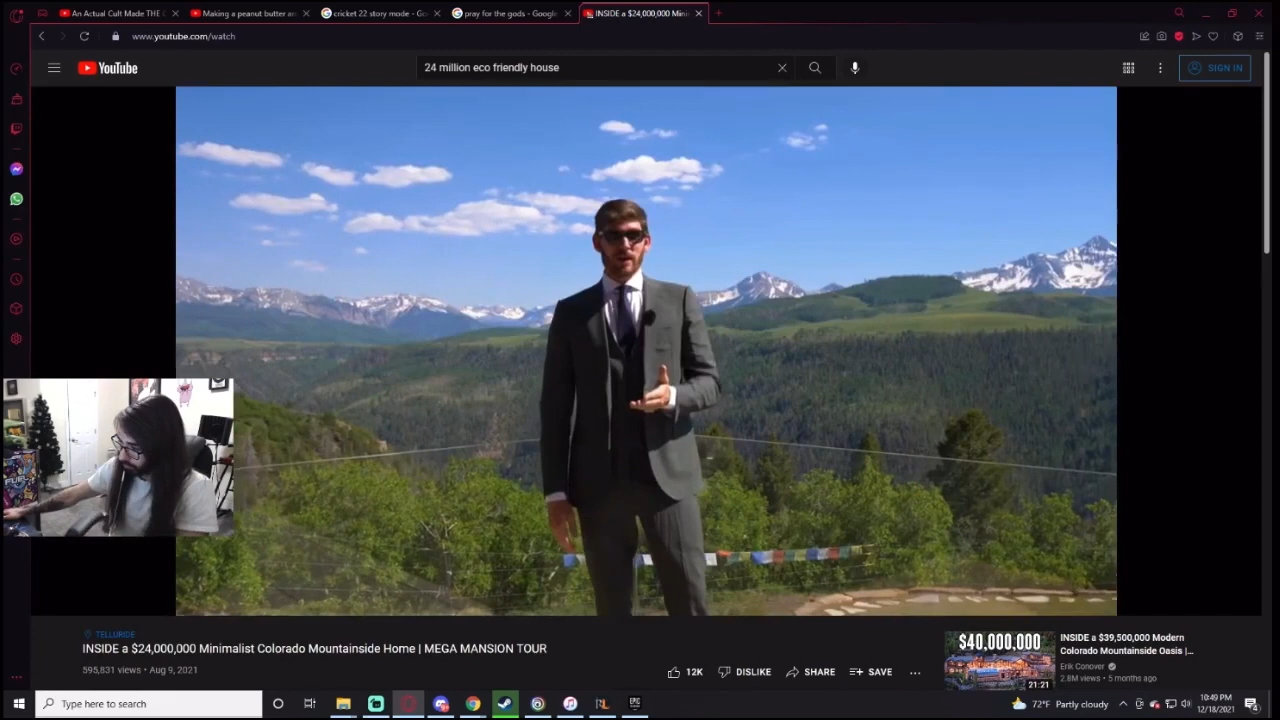 An Actual Cult Made THE
Making a peanut butter an
cricket 22 story mode - Go
pray for the gods - Google
INSIDE a $24,000,000 Mini
www.youtube.com/watch
YouTube
24 million eco friendly house
SIGN IN
TELLURIDE
INSIDE a $24,000,000 Minimalist Colorado Mountainside Home | MEGA MANSION TOUR
595,831 views • Aug 9, 2021
12K
DISLIKE
SHARE
SAVE
$40,000,000
21:21
INSIDE a $39,500,000 Modern
Colorado Mountainside Oasis |...
Erik Conover
2.8M views • 5 months ago
Type here to search
EPIC
72°F Partly cloudy
10:49 PM
12/18/2021